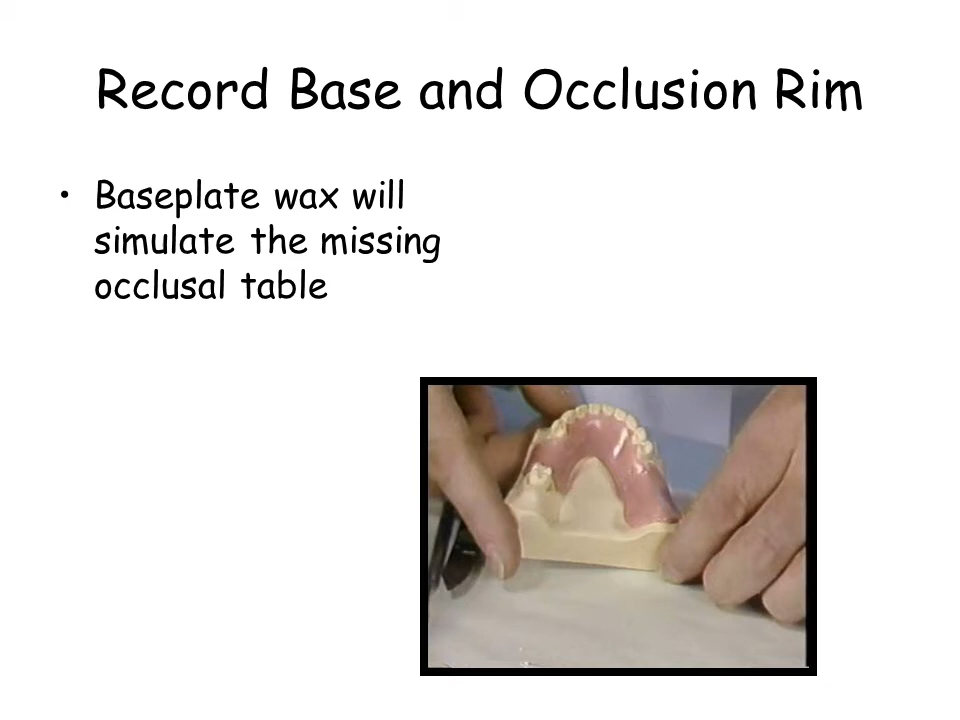 Record Base and Occlusion Rim
• Baseplate wax will
simulate the missing
occlusal table